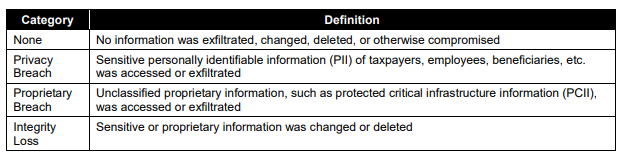 Category Definition
None No information was exfiltrated, changed, deleted, or otherwise compromised
Privacy Sensitive personally identifiable information (PII) of taxpayers, employees, beneficiaries, etc.
Breach was accessed or exfiltrated
Proprietary Unclassified proprietary information, such as protected critical infrastructure information (PCII),
Breach was accessed or exfiltrated
Integrity Sensitive or proprietary information was changed or deleted
Loss